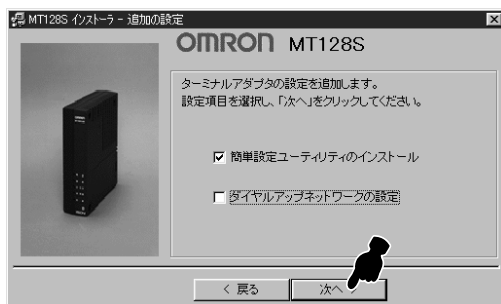 MT128S インストーラ - 追加の設定
OMRON MT128S
ターミナルアダプタの設定を追加します。
設定項目を選択し、「次へ」をクリックしてください。
簡単設定ユーティリティのインストール
ダイヤルアップネットワークの設定
< 戻る
次へ >